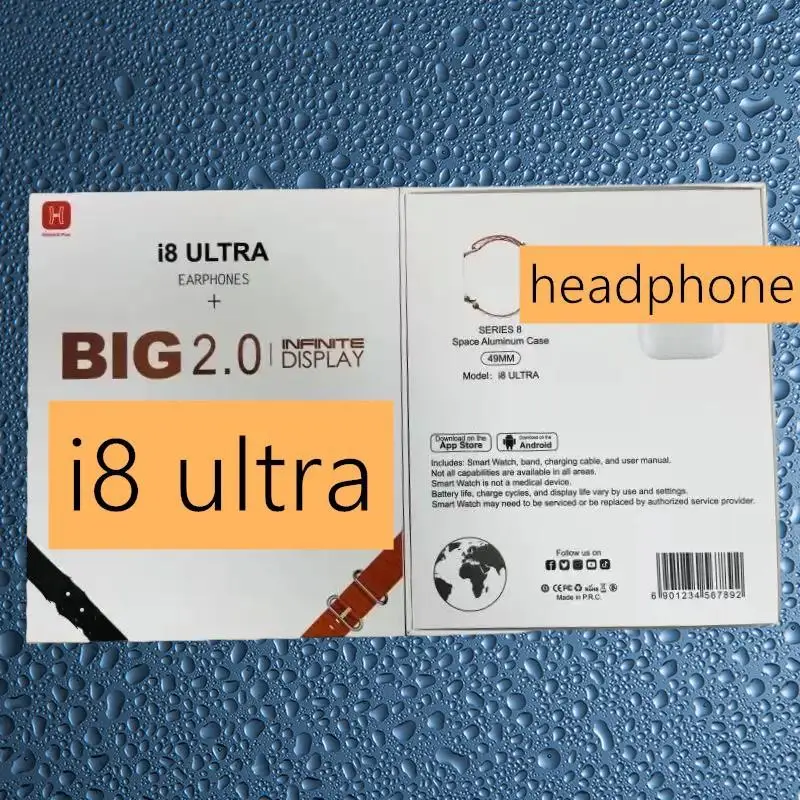 i8 ULTRA
EARPHONES
+
BIG 2.0 | INFINITE DISPLAY
i8 ultra
headphone
SERIES 8
Space Aluminum Case
49MM
Model: i8 ULTRA
Download on the
App Store
Download on the
Android
Includes: Smart Watch, band, charging cable, and user manual.
Not all capabilities are available in all areas.
Smart Watch is not a medical device.
Battery life, charge cycles, and display life vary by use and settings.
Smart Watch may need to be serviced or be replaced by authorized service provider.
Follow us on
Made in P.R.C.
6 901234 567892